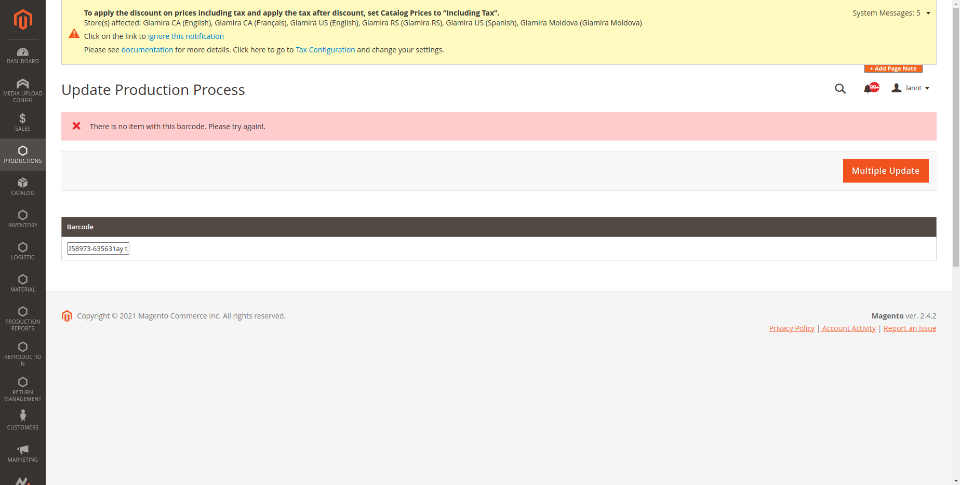 To apply the discount on prices including tax and apply the tax after discount, set Catalog Prices to "Including Tax".
Store(s) affected: Glamira CA (English), Glamira CA (Français), Glamira US (English), Glamira RS (Glamira RS), Glamira US (Spanish), Glamira Moldova (Glamira Moldova)
Click on the link to ignore this notification
Please see documentation for more details. Click here to go to Tax Configuration and change your settings.
System Messages: 5
+ Add Page Note
Update Production Process
99+
lannt
There is no item with this barcode. Please try again!.
Multiple Update
Barcode
258973-635631ay t
Copyright © 2021 Magento Commerce Inc. All rights reserved.
Magento ver. 2.4.2
Privacy Policy | Account Activity | Report an Issue
DASHBOARD
MEDIA UPLOAD
CONFIG
SALES
PRODUCTIONS
CATALOG
INVENTORY
LOGISTIC
MATERIAL
PRODUCTION
REPORTS
REPRODUCTIO
N
RETURN
MANAGEMENT
CUSTOMERS
MARKETING